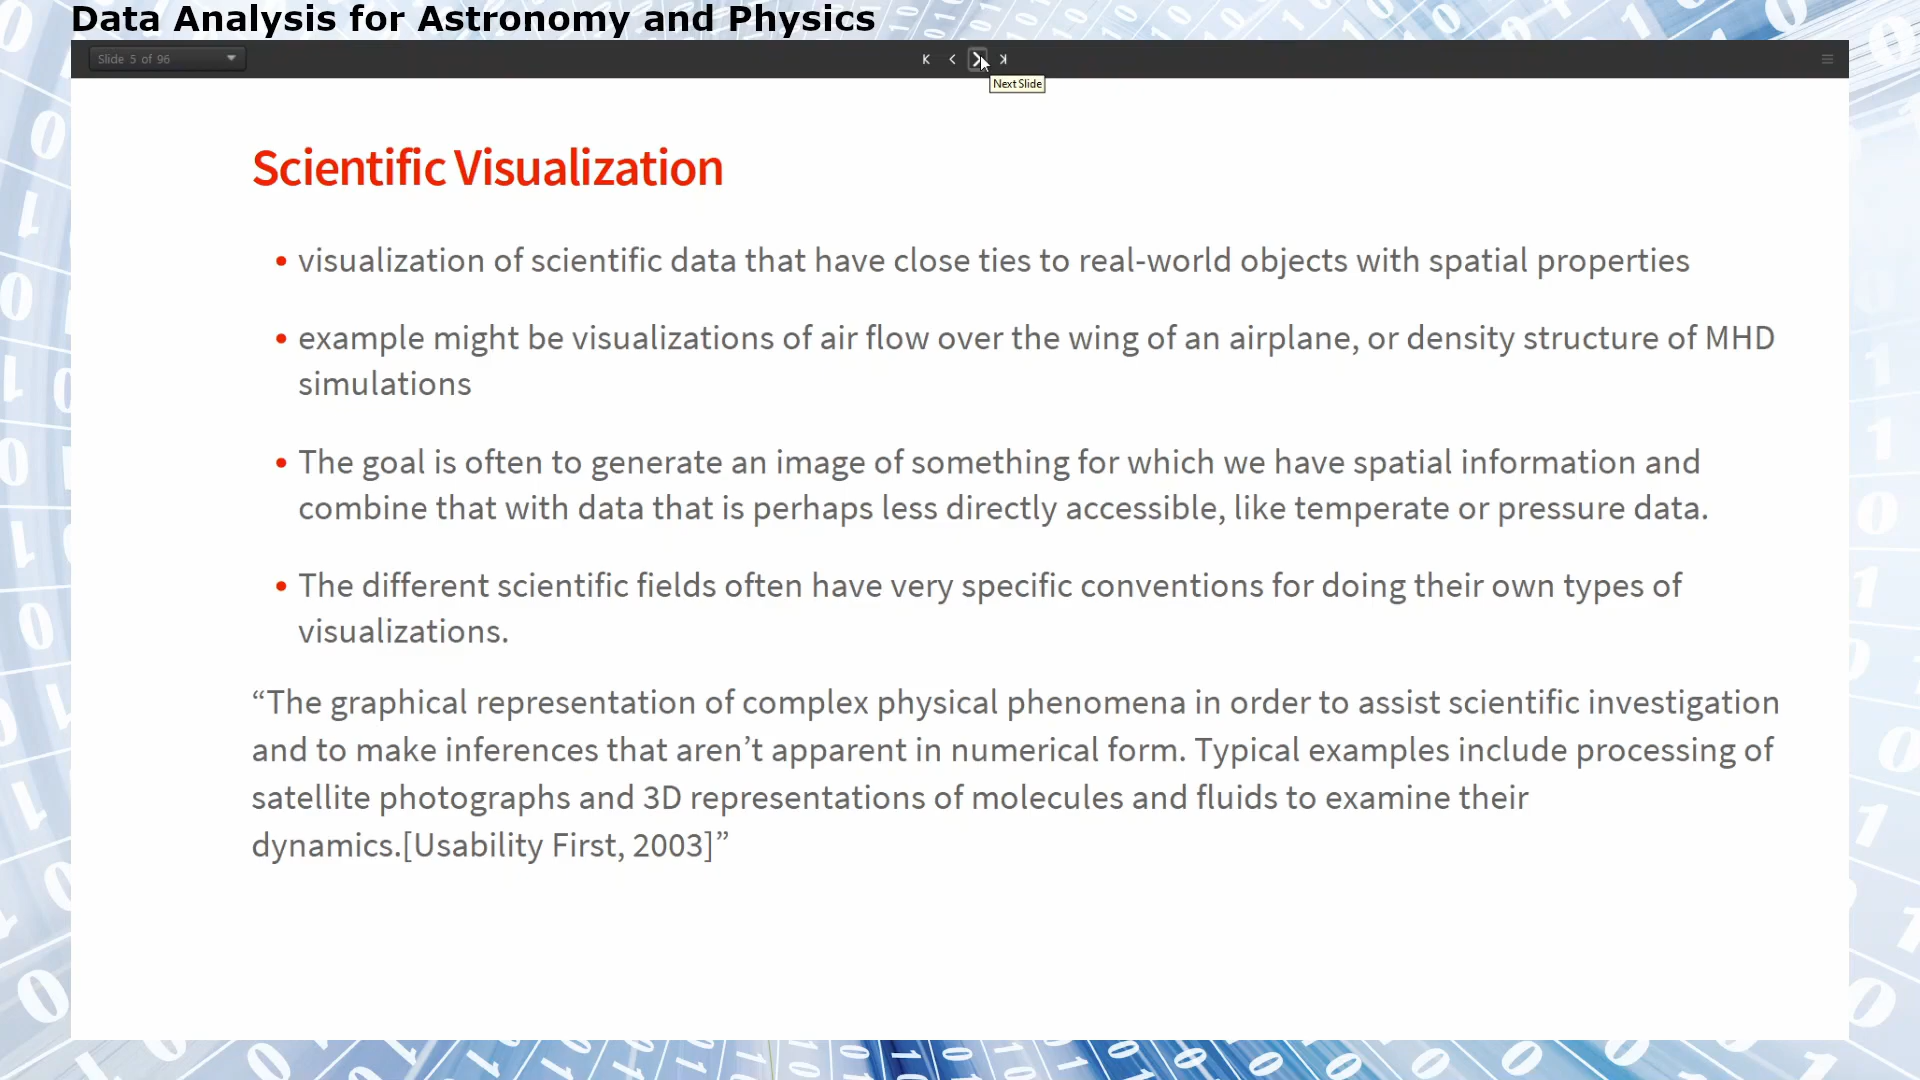 Data Analysis for Astronomy and Physics
Slide 5 of 96
Next Slide
Scientific Visualization
• visualization of scientific data that have close ties to real-world objects with spatial properties
• example might be visualizations of air flow over the wing of an airplane, or density structure of MHD
simulations
• The goal is often to generate an image of something for which we have spatial information and
combine that with data that is perhaps less directly accessible, like temperate or pressure data.
• The different scientific fields often have very specific conventions for doing their own types of
visualizations.
“The graphical representation of complex physical phenomena in order to assist scientific investigation
and to make inferences that aren’t apparent in numerical form. Typical examples include processing of
satellite photographs and 3D representations of molecules and fluids to examine their
dynamics.[Usability First, 2003]”